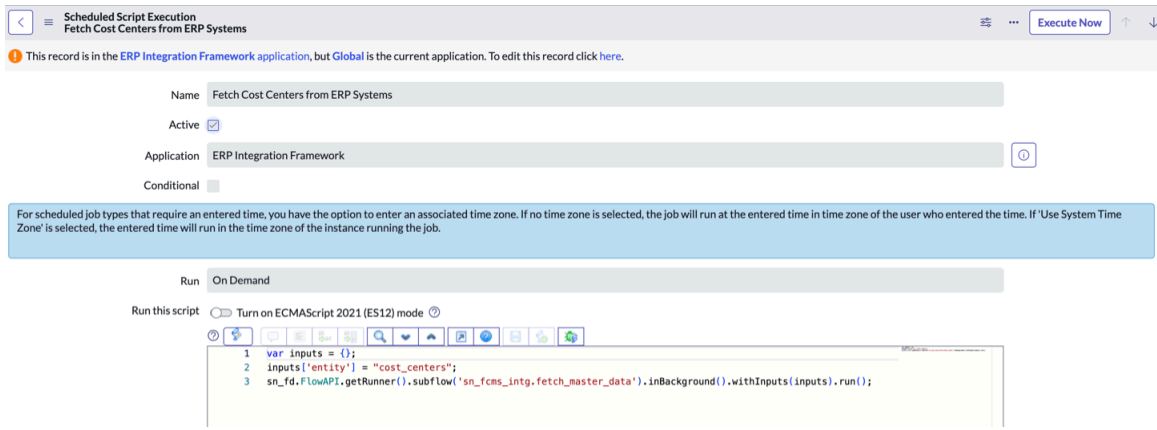 Scheduled Script Execution
Fetch Cost Centers from ERP Systems
Execute Now
This record is in the ERP Integration Framework application, but Global is the current application. To edit this record click here.
Name Fetch Cost Centers from ERP Systems
Active
Application ERP Integration Framework
Conditional
For scheduled job types that require an entered time, you have the option to enter an associated time zone. If no time zone is selected, the job will run at the entered time in time zone of the user who entered the time. If 'Use System Time
Zone' is selected, the entered time will run in the time zone of the instance running the job.
Run On Demand
Run this script Turn on ECMAScript 2021 (ES12) mode
1 var inputs = {};
2 inputs['entity'] = "cost_centers";
3 sn_fd.FlowAPI.getRunner().subflow('sn_fcms_intg.fetch_master_data').inBackground().withInputs(inputs).run();